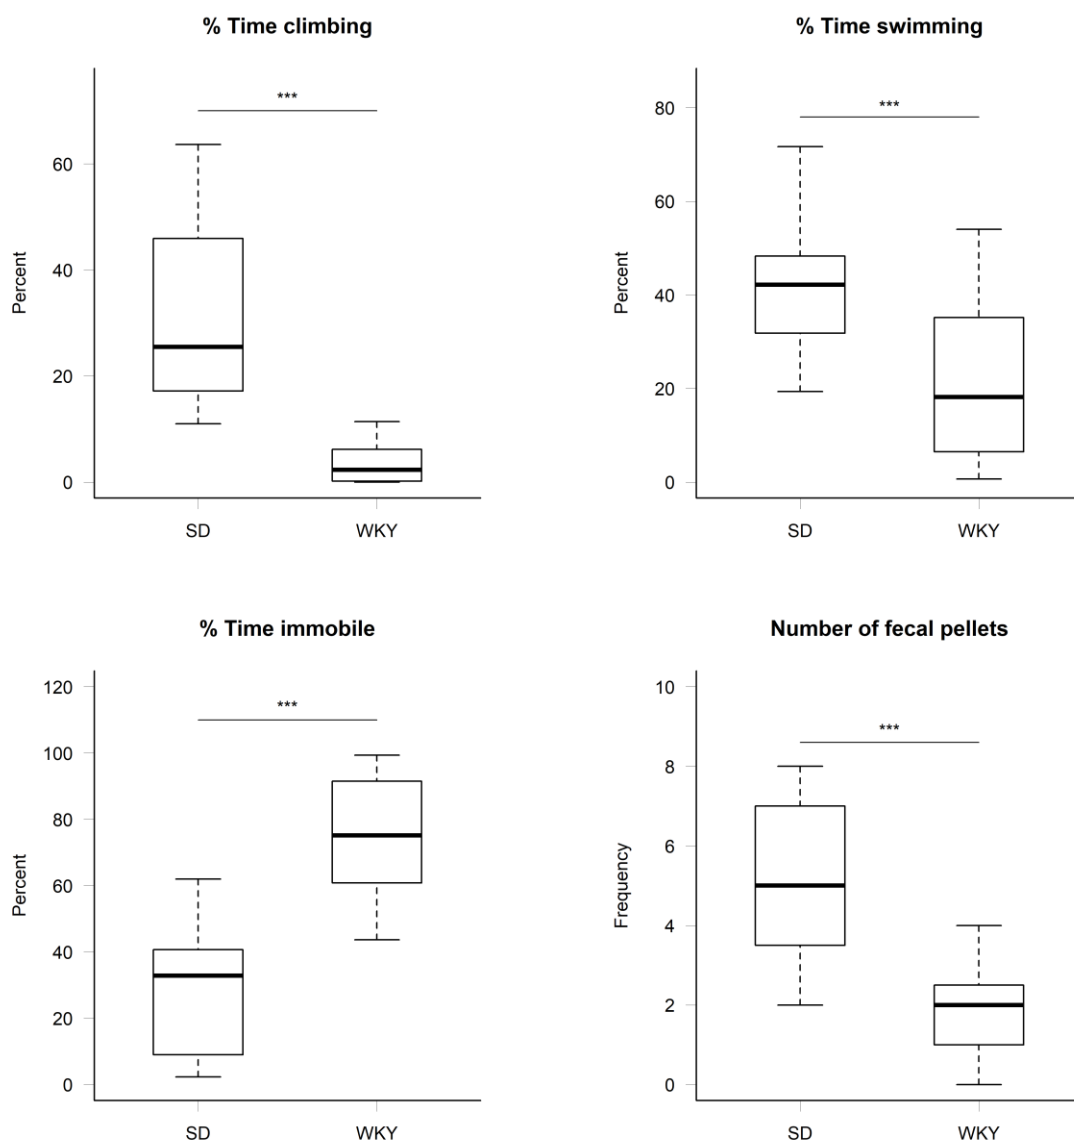 % Time climbing
***
60
40
20
0
Percent
SD
WKY
% Time swimming
***
80
60
40
20
0
Percent
SD
WKY
% Time immobile
***
120
100
80
60
40
20
0
Percent
SD
WKY
Number of fecal pellets
***
10
8
6
4
2
0
Frequency
SD
WKY